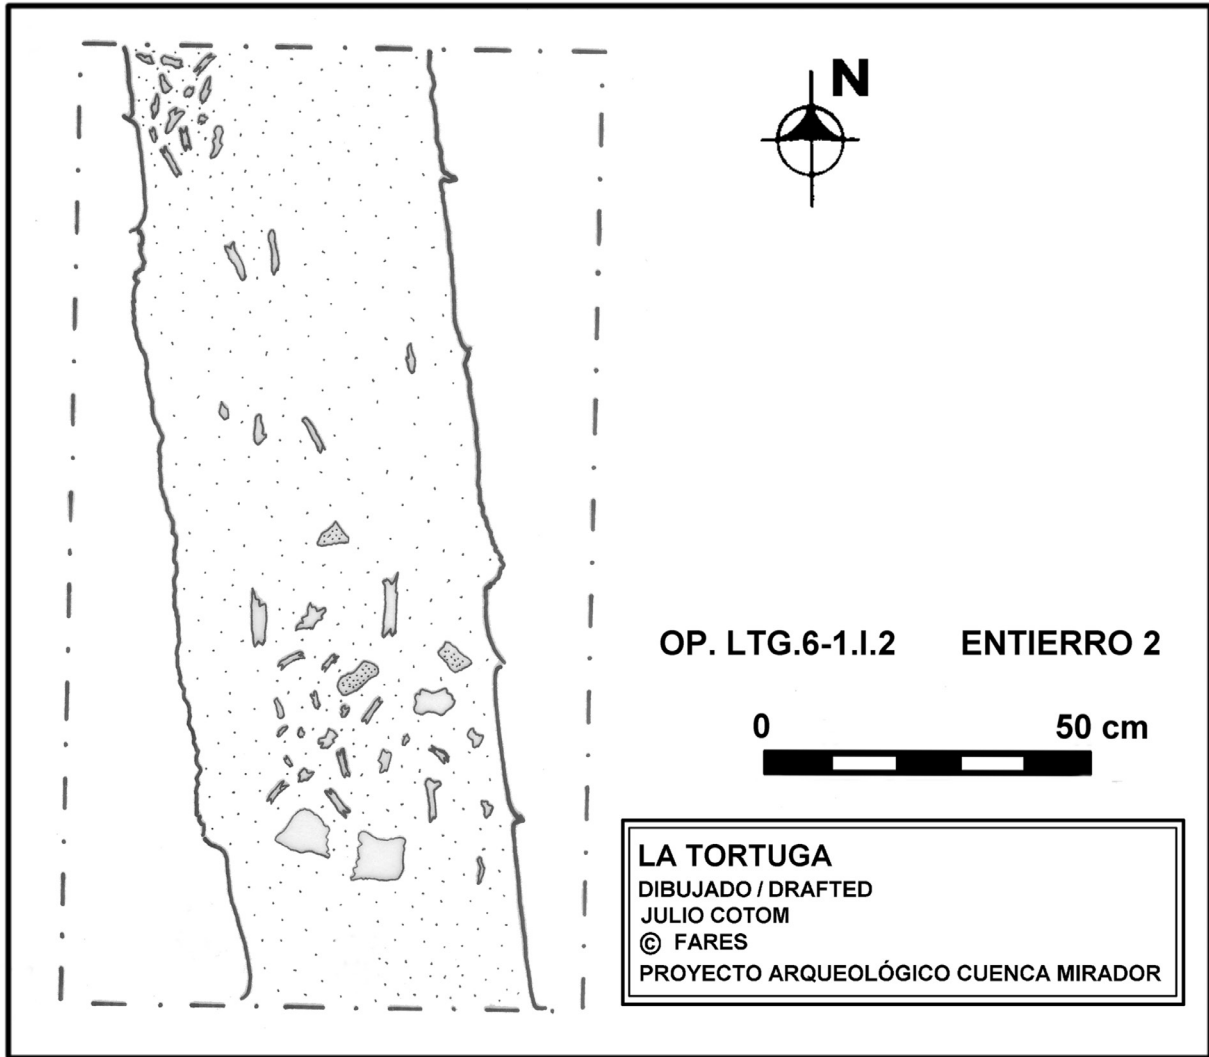 N
OP. LTG.6-1.I.2 ENTIERRO 2
0 50 cm
LA TORTUGA
DIBUJADO / DRAFTED
JULIO COTOM
© FARES
PROYECTO ARQUEOLÓGICO CUENCA MIRADOR